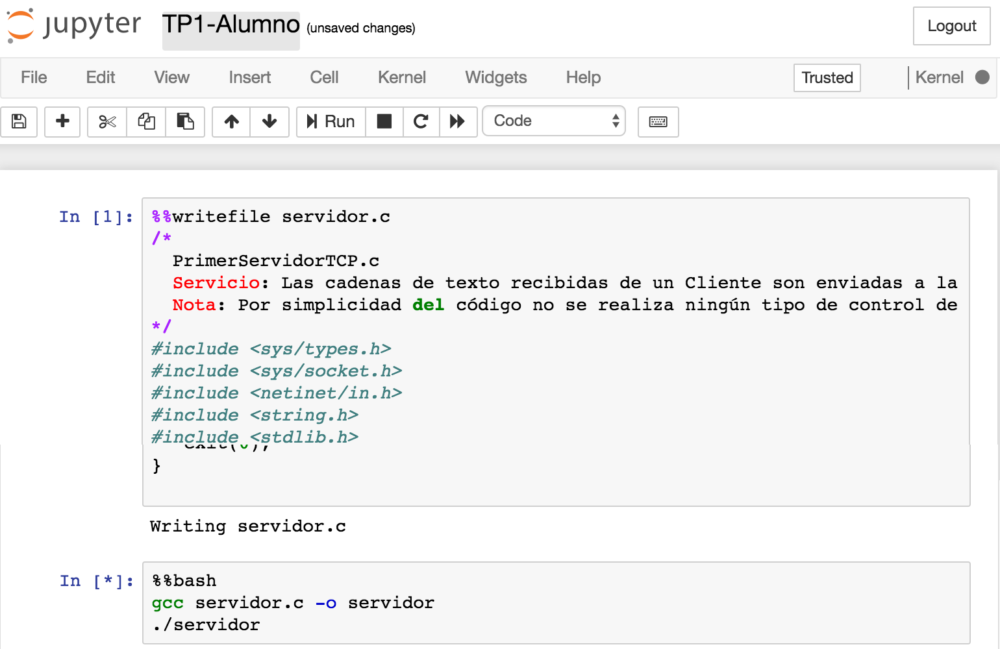 jupyter TP1-Alumno (unsaved changes) Logout
File Edit View Insert Cell Kernel Widgets Help Trusted Kernel
Run Code
In [1]: %%writefile servidor.c
/*
PrimerServidorTCP.c
Servicio: Las cadenas de texto recibidas de un Cliente son enviadas a la
Nota: Por simplicidad del código no se realiza ningún tipo de control de
*/
#include <sys/types.h>
#include <sys/socket.h>
#include <netinet/in.h>
#include <string.h>
#include <stdlib.h>
exit(0);
}
Writing servidor.c
In [*]: %%bash
gcc servidor.c -o servidor
./servidor